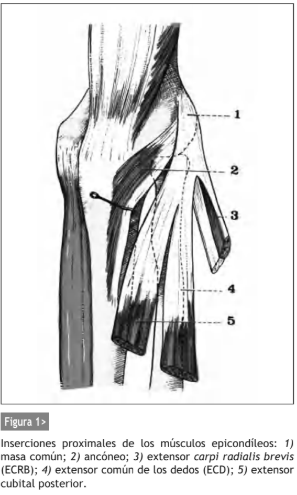 1
2
3
4
5
Figura 1>
Inserciones proximales de los músculos epicondíleos: 1)
masa común; 2) ancóneo; 3) extensor carpi radialis brevis
(ECRB); 4) extensor común de los dedos (ECD); 5) extensor
cubital posterior.